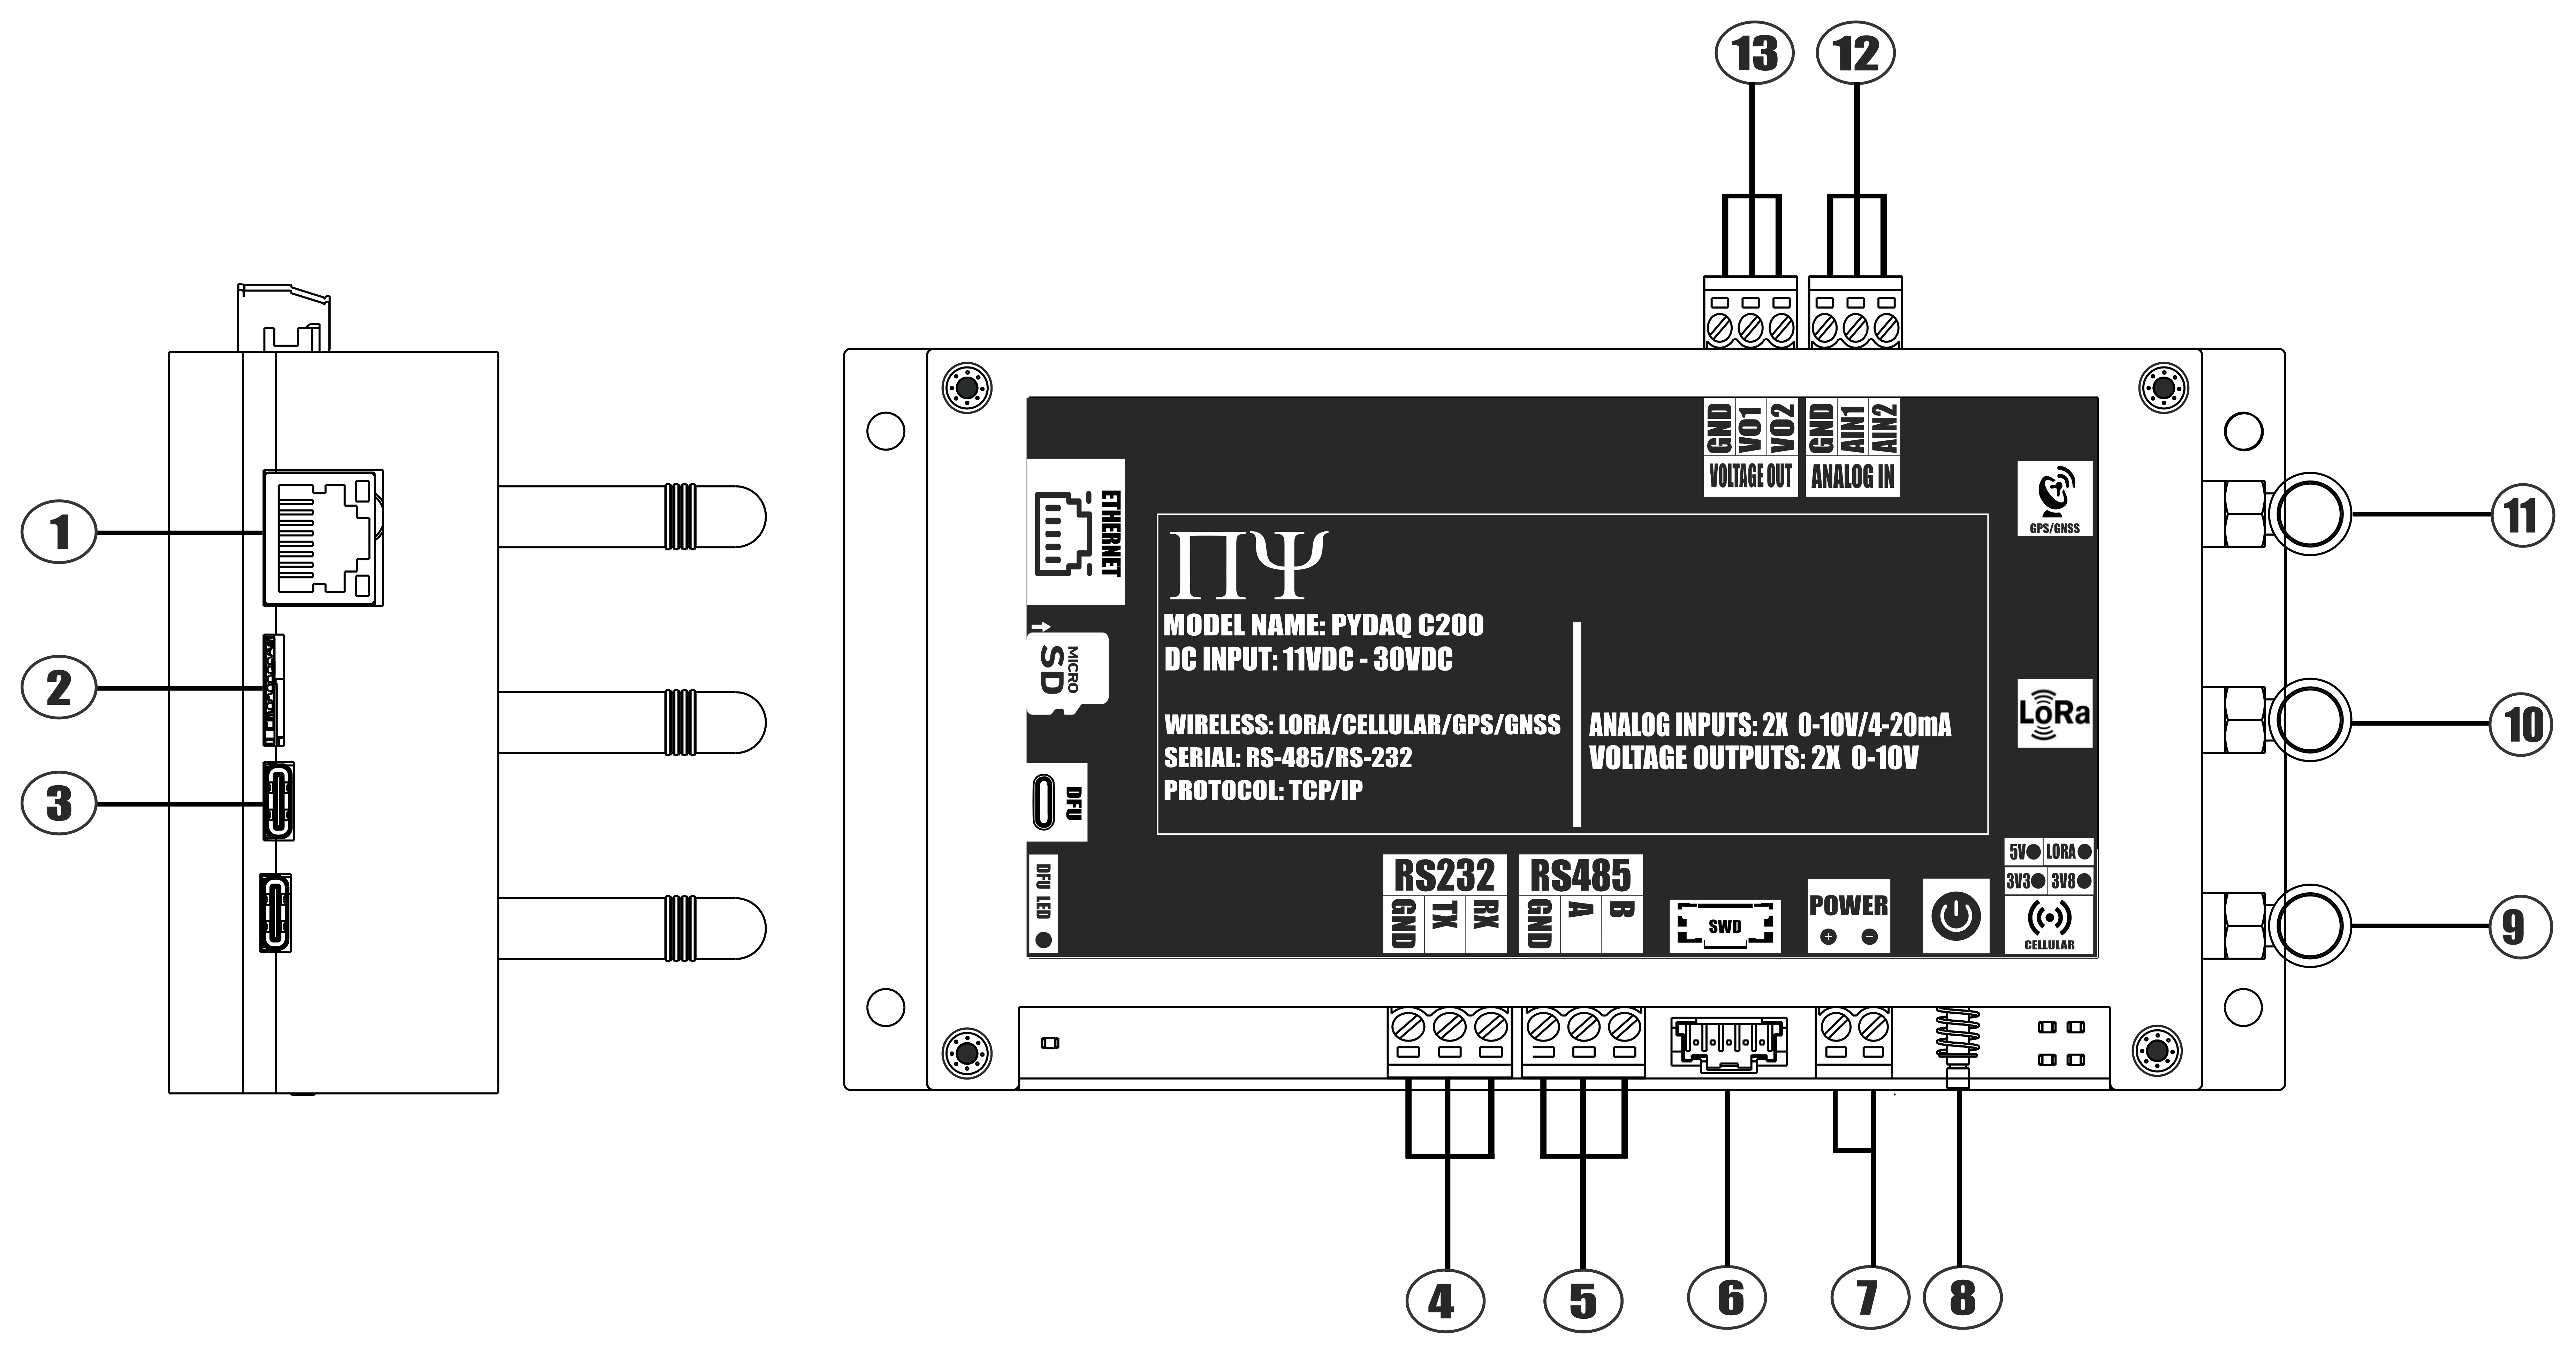 13
12
GND
VO1
VO2
GND
AIN1
AIN2
VOLTAGE OUT
ANALOG IN
1
ETHERNET
GPS/GNSS
11
ΠΨ
MODEL NAME: PYDAQ C200
DC INPUT: 11VDC - 30VDC
2
MICRO
SD
LoRa
10
WIRELESS: LORA/CELLULAR/GPS/GNSS
SERIAL: RS-485/RS-232
PROTOCOL: TCP/IP
ANALOG INPUTS: 2X 0-10V/4-20mA
VOLTAGE OUTPUTS: 2X 0-10V
3
DFU
DFU LED
RS232
GND
TX
RX
RS485
GND
A
B
SWD
POWER
+ −
5V LORA
3V3 3V8
CELLULAR
9
4
5
6
7
8